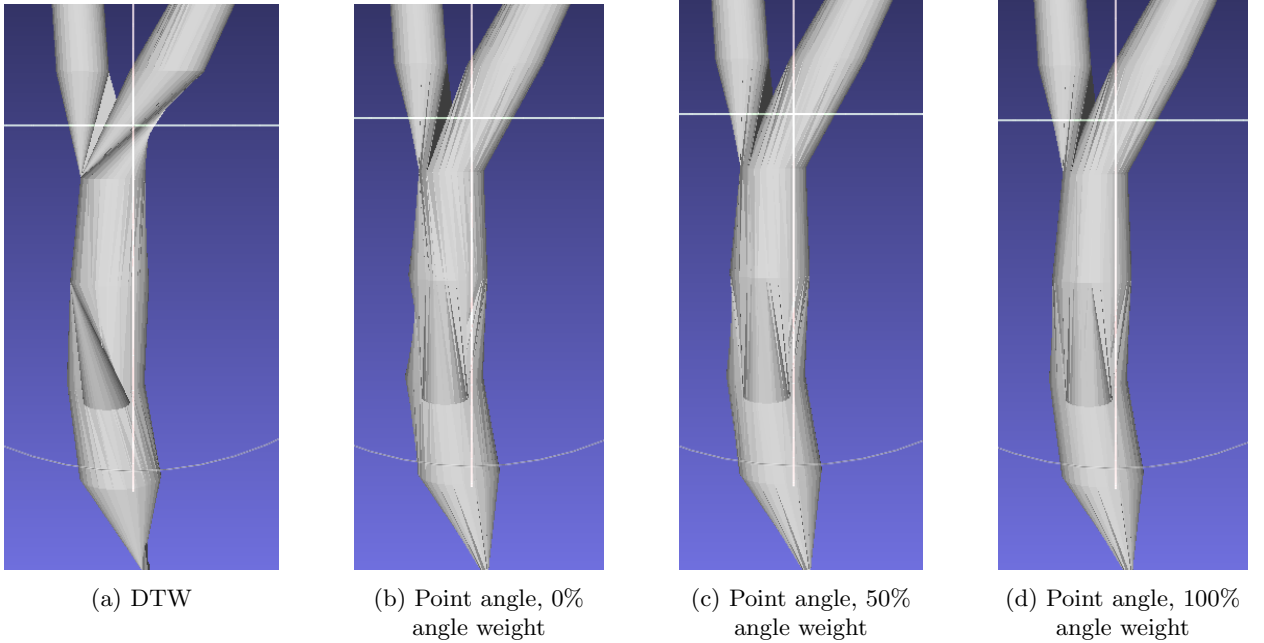 (a) DTW
(b) Point angle, 0%
angle weight
(c) Point angle, 50%
angle weight
(d) Point angle, 100%
angle weight